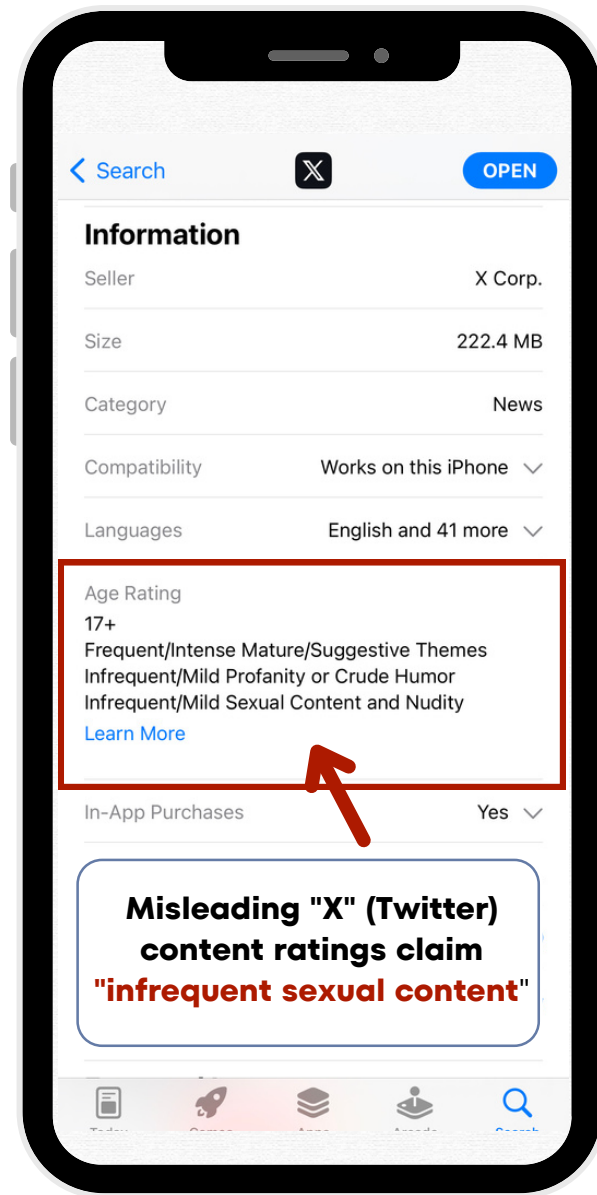 Search
X
OPEN
Information
Seller X Corp.
Size 222.4 MB
Category News
Compatibility Works on this iPhone
Languages English and 41 more
Age Rating
17+
Frequent/Intense Mature/Suggestive Themes
Infrequent/Mild Profanity or Crude Humor
Infrequent/Mild Sexual Content and Nudity
Learn More
In-App Purchases Yes
Misleading "X" (Twitter)
content ratings claim
"infrequent sexual content"